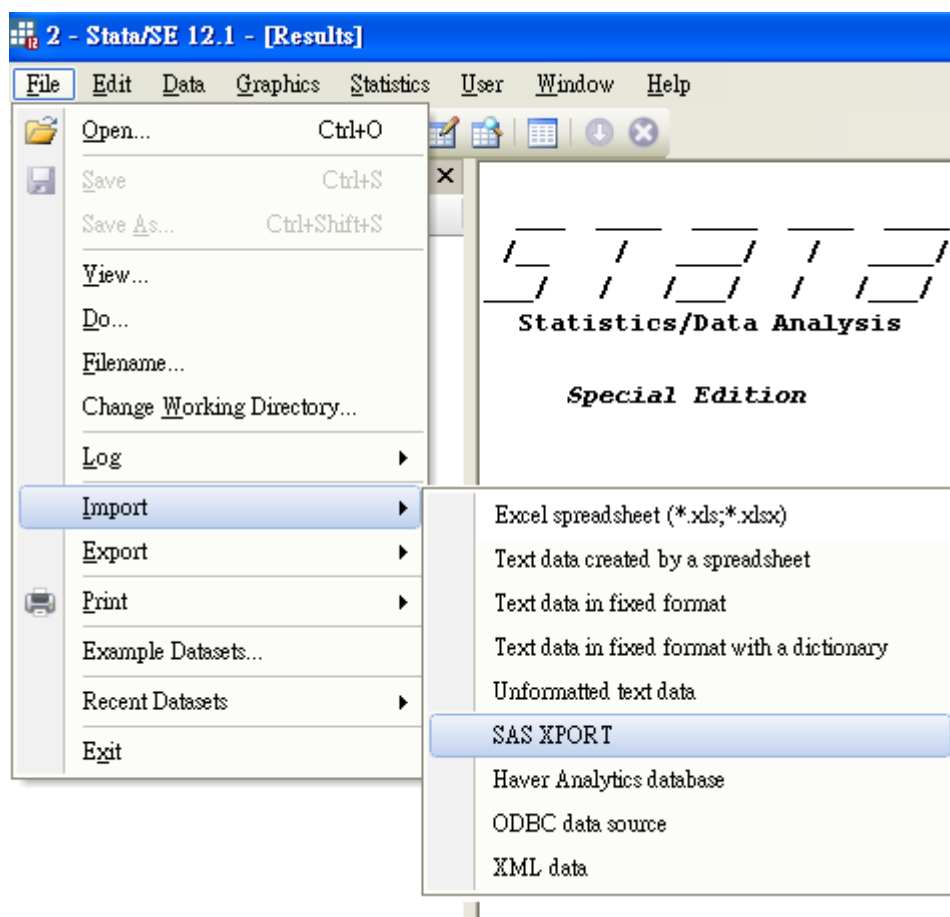 2 - Stata/SE 12.1 - [Results]
File Edit Data Graphics Statistics User Window Help
Open... Ctrl+O
Save Ctrl+S
Save As... Ctrl+Shift+S
View...
Do...
Filename...
Change Working Directory...
Log
Import
Export
Print
Example Datasets...
Recent Datasets
Exit
Stata
Statistics/Data Analysis
Special Edition
Excel spreadsheet (*.xls;*.xlsx)
Text data created by a spreadsheet
Text data in fixed format
Text data in fixed format with a dictionary
Unformatted text data
SAS XPORT
Haver Analytics database
ODBC data source
XML data